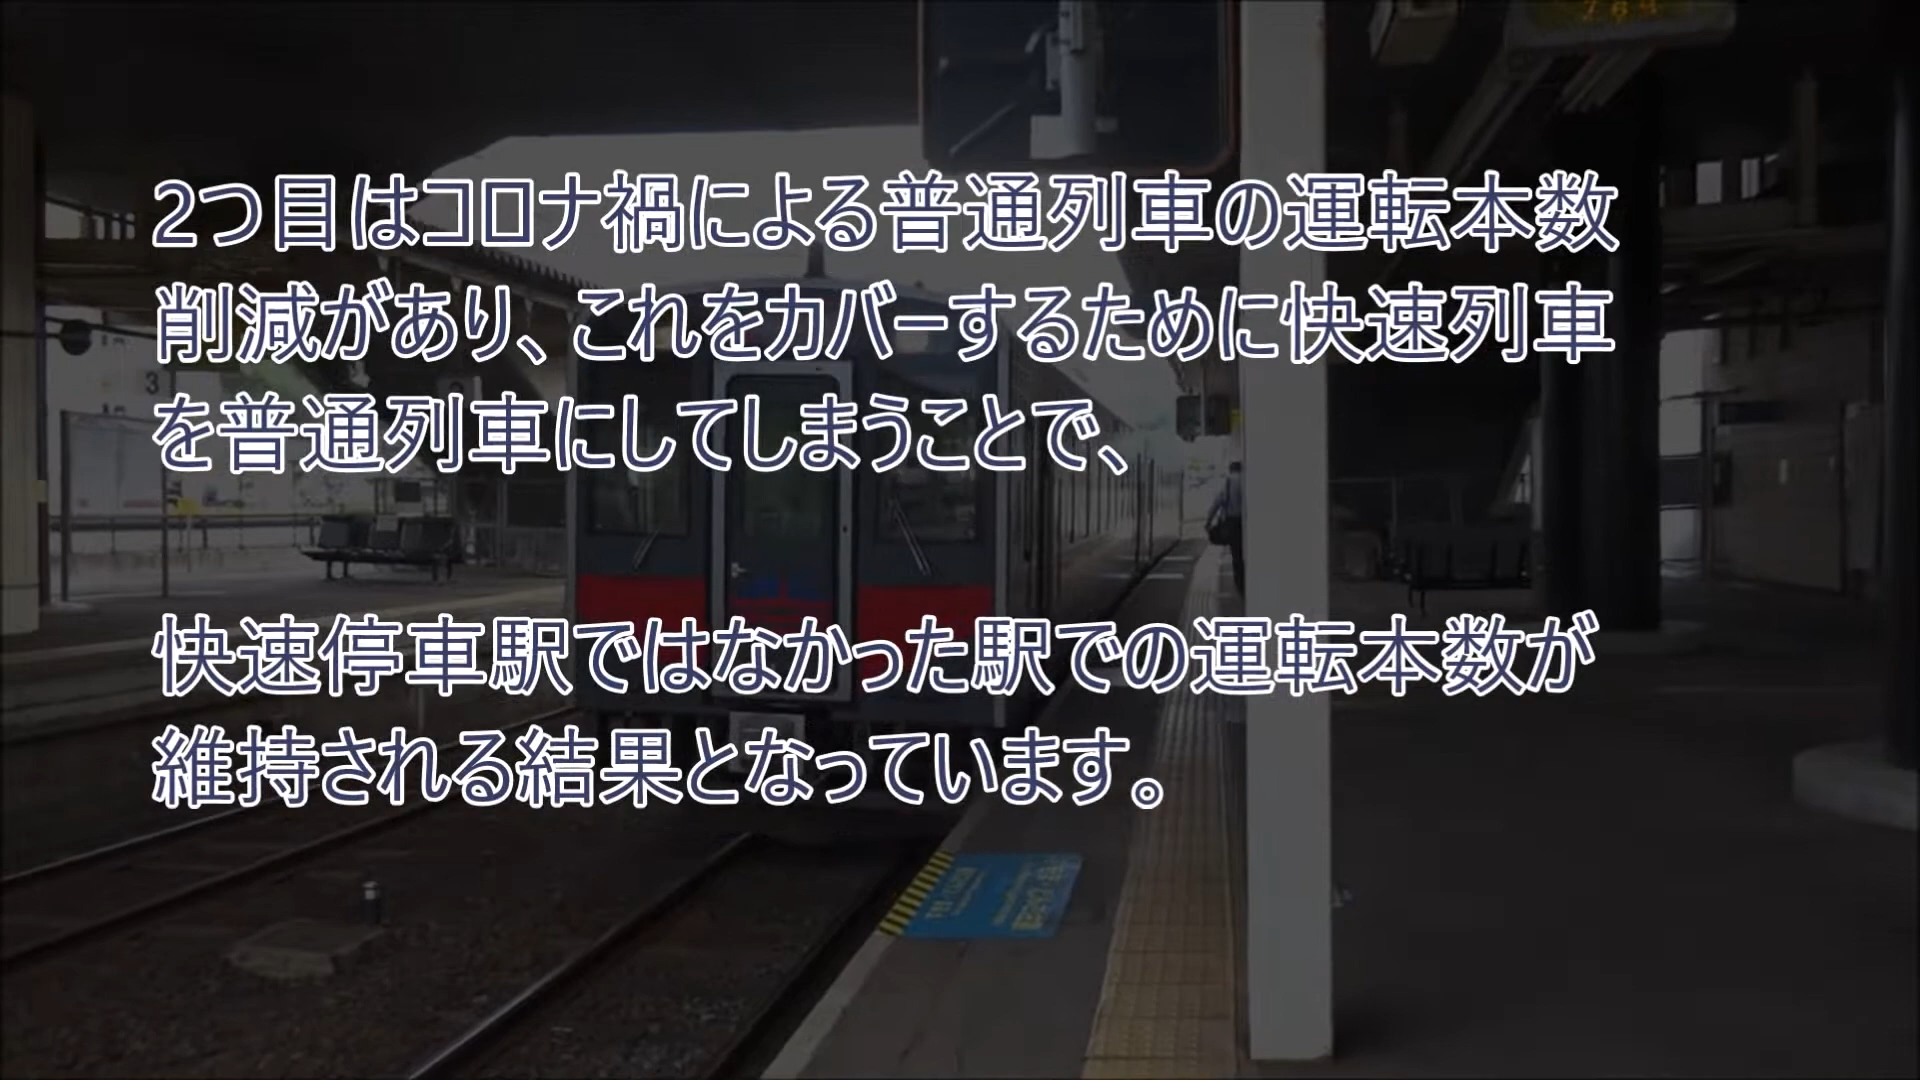 2つ目はコロナ禍による普通列車の運転本数
削減があり、これをカバーするために快速列車
を普通列車にしてしまうことで、
快速停車駅ではなかった駅での運転本数が
維持される結果となっています。
3